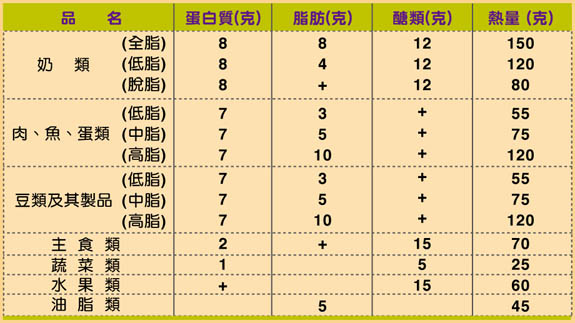 品 名 蛋白質(克) 脂肪(克) 醣類(克) 熱量 (克)
奶 類 (全脂) 8 8 12 150
(低脂) 8 4 12 120
(脫脂) 8 + 12 80
肉、魚、蛋類 (低脂) 7 3 + 55
(中脂) 7 5 + 75
(高脂) 7 10 + 120
豆類及其製品 (低脂) 7 3 + 55
(中脂) 7 5 + 75
(高脂) 7 10 + 120
主 食 類 2 + 15 70
蔬 菜 類 1 5 25
水 果 類 + 15 60
油 脂 類 5 45